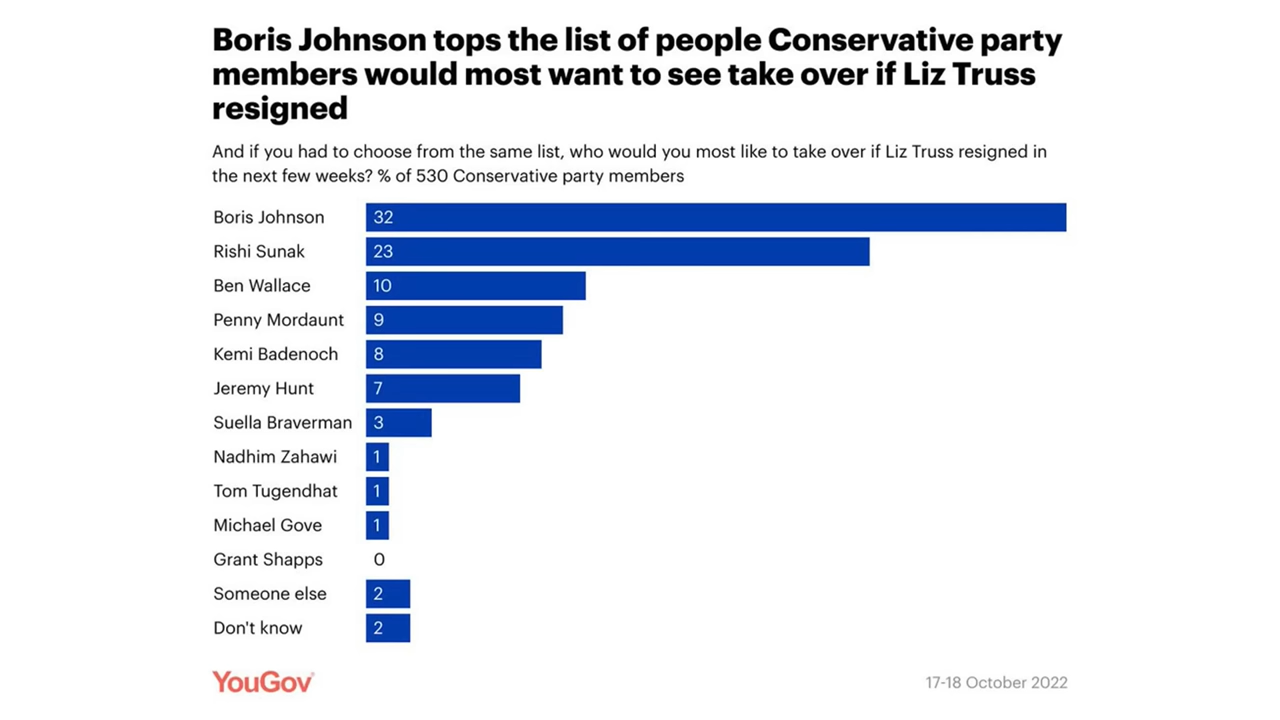 Boris Johnson tops the list of people Conservative party
members would most want to see take over if Liz Truss
resigned
And if you had to choose from the same list, who would you most like to take over if Liz Truss resigned in
the next few weeks? % of 530 Conservative party members
Boris Johnson 32
Rishi Sunak 23
Ben Wallace 10
Penny Mordaunt 9
Kemi Badenoch 8
Jeremy Hunt 7
Suella Braverman 3
Nadhim Zahawi 1
Tom Tugendhat 1
Michael Gove 1
Grant Shapps 0
Someone else 2
Don't know 2
YouGov 17-18 October 2022